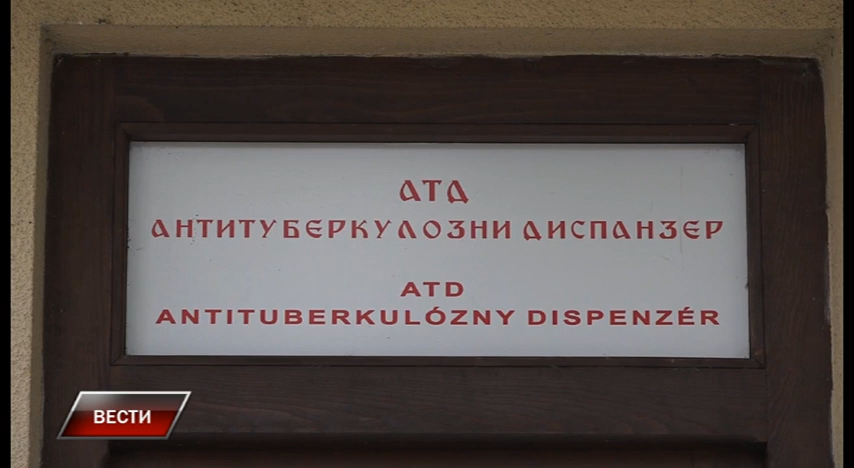 АТД
АНТИТУБЕРКУЛОЗНИ ДИСПАНЗЕР
ATD
ANTITUBERKULÓZNY DISPENZÉR
ВЕСТИ